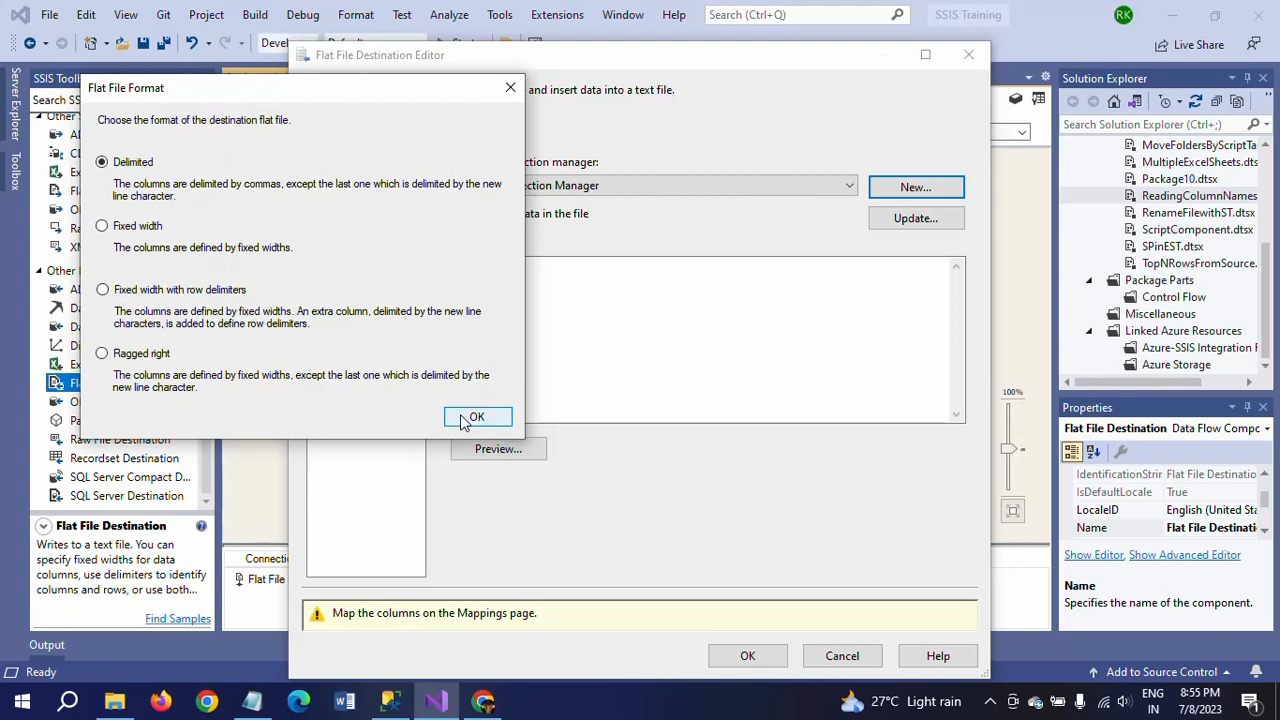 File Edit View Git Project Build Debug Format Test Analyze Tools Extensions Window Help Search (Ctrl+Q) SSIS Training RK
Live Share
Flat File Destination Editor
SSIS
Flat File Format
Choose the format of the destination flat file.
Delimited
The columns are delimited by commas, except the last one which is delimited by the new
line character.
Fixed width
The columns are defined by fixed widths.
Fixed width with row delimiters
The columns are defined by fixed widths. An extra column, delimited by the new line
characters, is added to define row delimiters.
Ragged right
The columns are defined by fixed widths, except the last one which is delimited by the
new line character.
OK
and insert data into a text file.
New...
Update...
Preview...
Map the columns on the Mappings page.
OK Cancel Help
Server Explorer
Toolbox
Raw File Destination
Recordset Destination
SQL Server Compact D...
SQL Server Destination
Flat File Destination
Writes to a text file. You can
specify fixed widths for data
columns, use delimiters to identify
columns and rows, or use both...
Find Samples
Flat File
100%
Solution Explorer
Search Solution Explorer (Ctrl+;)
MoveFoldersByScriptTa
MultipleExcelSheets.dts
Package10.dtsx
ReadingColumnNames
RenameFilewithST.dtsx
ScriptComponent.dtsx
SPinEST.dtsx
TopNRowsFromSource.
Package Parts
Control Flow
Miscellaneous
Linked Azure Resources
Azure-SSIS Integration
Azure Storage
Properties
Flat File Destination Data Flow Compc
IdentificationStrin Flat File Destinatio
IsDefaultLocale True
LocaleID English (United Sta
Name Flat File Destinatio
Show Editor, Show Advanced Editor
Name
Specifies the name of the component.
Output
Ready
Add to Source Control
27°C Light rain
ENG
IN
8:55 PM
7/8/2023
1